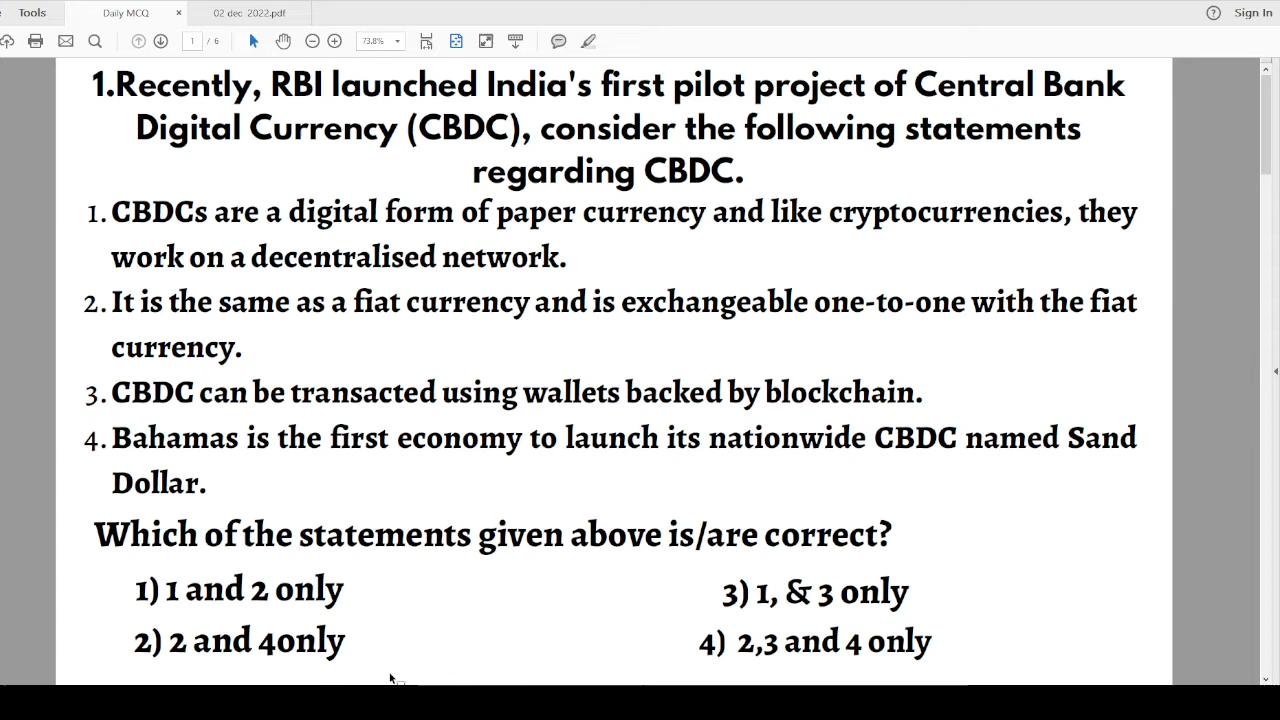 Tools
Daily MCQ
×
02 dec 2022.pdf
Sign In
1 / 6
73.8%
1.Recently, RBI launched India's first pilot project of Central Bank
Digital Currency (CBDC), consider the following statements
regarding CBDC.
1. CBDCs are a digital form of paper currency and like cryptocurrencies, they
work on a decentralised network.
2. It is the same as a fiat currency and is exchangeable one-to-one with the fiat
currency.
3. CBDC can be transacted using wallets backed by blockchain.
4. Bahamas is the first economy to launch its nationwide CBDC named Sand
Dollar.
Which of the statements given above is/are correct?
1) 1 and 2 only
3) 1, & 3 only
2) 2 and 4only
4) 2,3 and 4 only